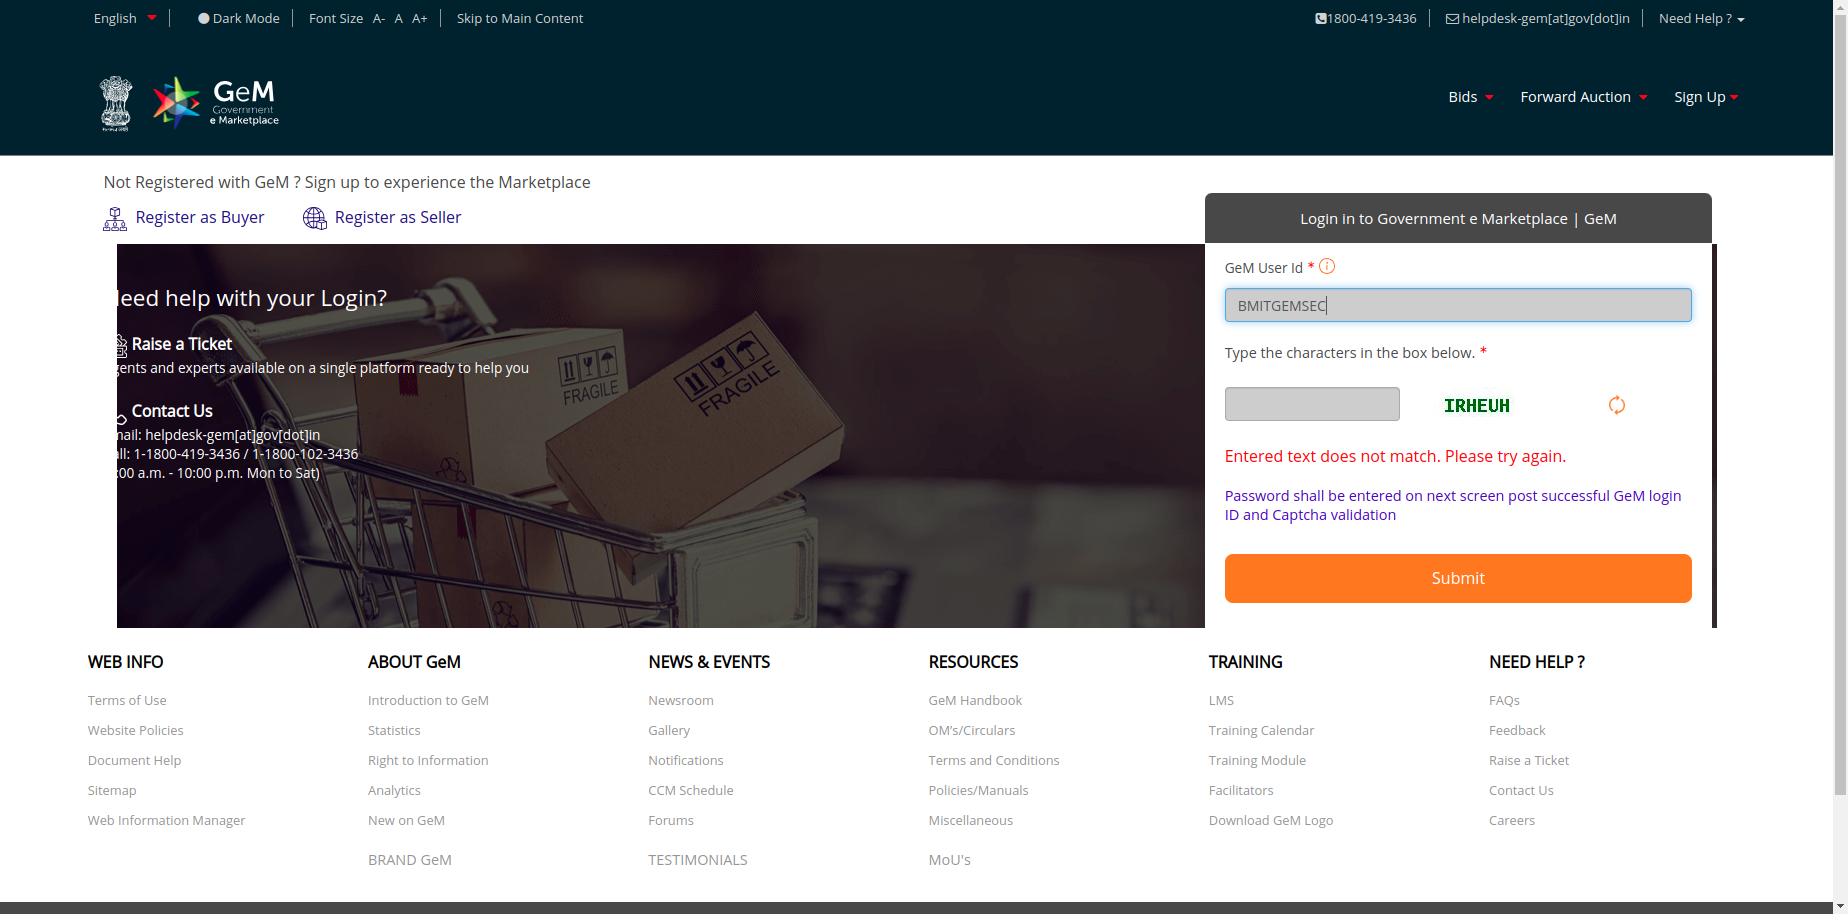 English
Dark Mode
Font Size A- A A+
Skip to Main Content
1800-419-3436
helpdesk-gem[at]gov[dot]in
Need Help ?
GeM
Government
e Marketplace
Bids
Forward Auction
Sign Up
Not Registered with GeM ? Sign up to experience the Marketplace
Register as Buyer
Register as Seller
Login in to Government e Marketplace | GeM
GeM User Id *
BMITGEMSEC
Type the characters in the box below. *
IRHEUH
Entered text does not match. Please try again.
Password shall be entered on next screen post successful GeM login
ID and Captcha validation
Submit
eed help with your Login?
Raise a Ticket
gents and experts available on a single platform ready to help you
Contact Us
mail: helpdesk-gem[at]gov[dot]in
all: 1-1800-419-3436 / 1-1800-102-3436
:00 a.m. - 10:00 p.m. Mon to Sat)
FRAGILE
FRAGILE
WEB INFO
Terms of Use
Website Policies
Document Help
Sitemap
Web Information Manager
ABOUT GeM
Introduction to GeM
Statistics
Right to Information
Analytics
New on GeM
BRAND GeM
NEWS & EVENTS
Newsroom
Gallery
Notifications
CCM Schedule
Forums
TESTIMONIALS
RESOURCES
GeM Handbook
OM's/Circulars
Terms and Conditions
Policies/Manuals
Miscellaneous
MoU's
TRAINING
LMS
Training Calendar
Training Module
Facilitators
Download GeM Logo
NEED HELP ?
FAQs
Feedback
Raise a Ticket
Contact Us
Careers